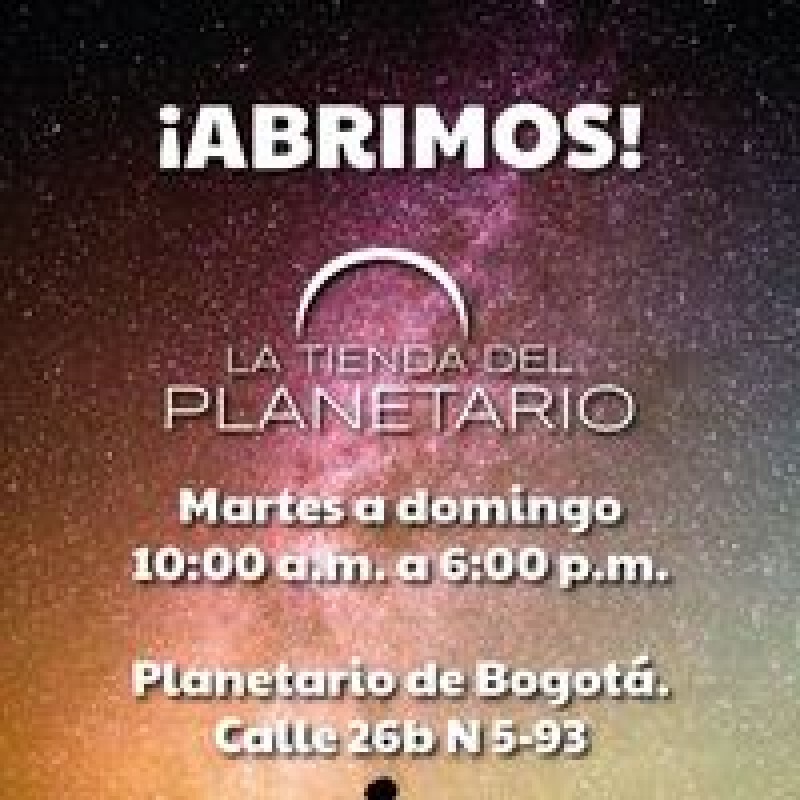 ¡ABRIMOS!
LA TIENDA DEL
PLANETARIO
Martes a domingo
10:00 a.m. a 6:00 p.m.
Planetario de Bogotá.
Calle 26b N 5-93